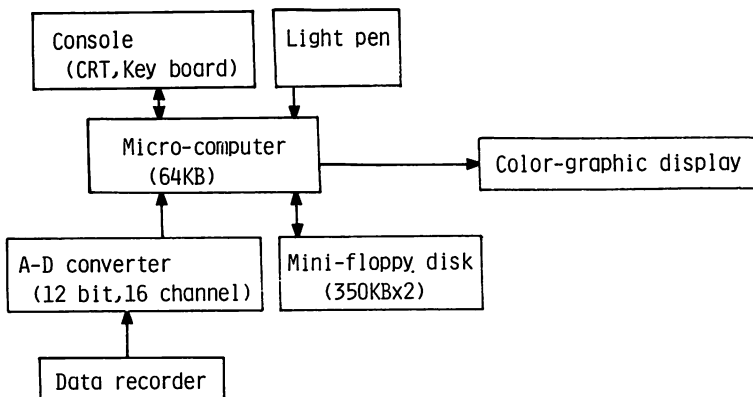 Console
(CRT,Key board)
Light pen
Micro-computer
(64KB)
Color-graphic display
A-D converter
(12 bit,16 channel)
Mini-floppy disk
(350KBx2)
Data recorder